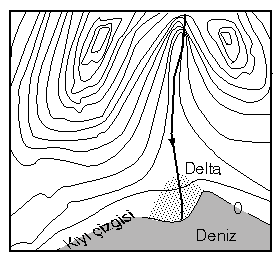 Delta
Kıyı çizgisi
0
Deniz